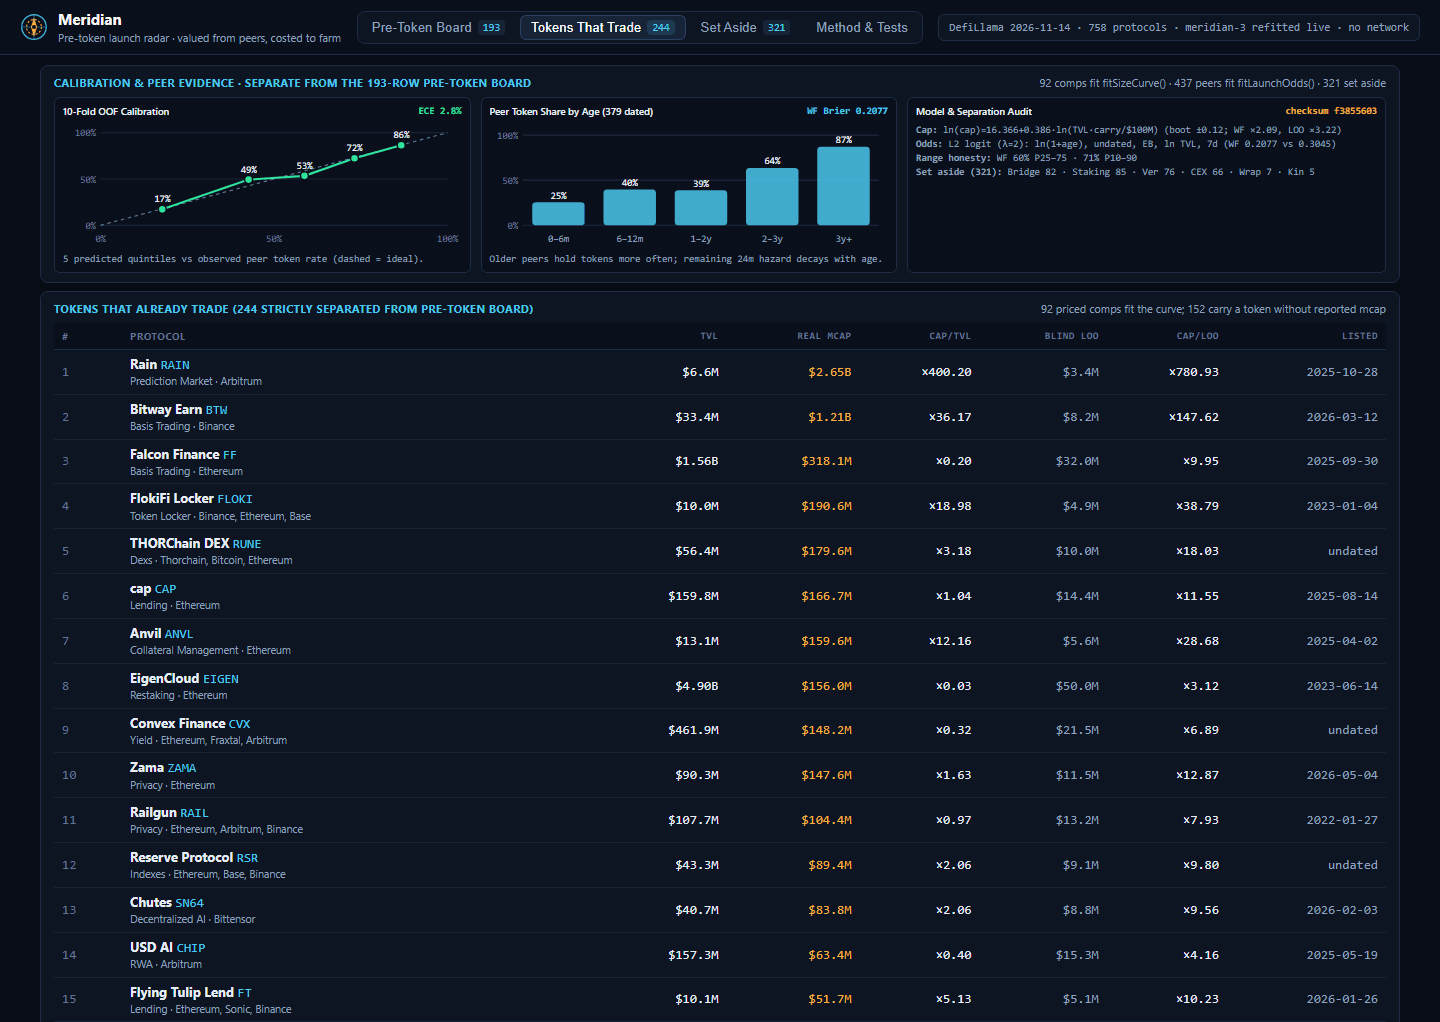 Meridian
Pre-token launch radar · valued from peers, costed to farm
Pre-Token Board 193
Tokens That Trade 244
Set Aside 321
Method & Tests
DefiLlama 2026-11-14 · 758 protocols · meridian-3 refitted live · no network
CALIBRATION & PEER EVIDENCE · SEPARATE FROM THE 193-ROW PRE-TOKEN BOARD
92 comps fit fitSizeCurve() · 437 peers fit fitLaunchOdds() · 321 set aside
10-Fold OOF Calibration
ECE 2.8%
100%
50%
0%
17%
49%
53%
72%
86%
0%
50%
100%
5 predicted quintiles vs observed peer token rate (dashed = ideal).
Peer Token Share by Age (379 dated)
WF Brier 0.2077
100%
50%
0%
25%
40%
39%
64%
87%
0-6m
6-12m
1-2y
2-3y
3y+
Older peers hold tokens more often; remaining 24m hazard decays with age.
Model & Separation Audit
checksum f3855603
Cap: ln(cap)=16.366+0.386·ln(TVL·carry/$100M) (boot ±0.12; WF ×2.09, LOO ×3.22)
Odds: L2 logit (λ=2): ln(1+age), undated, EB, ln TVL, 7d (WF 0.2077 vs 0.3045)
Range honesty: WF 60% P25-75 · 71% P10-90
Set aside (321): Bridge 82 · Staking 85 · Ver 76 · CEX 66 · Wrap 7 · Kin 5
TOKENS THAT ALREADY TRADE (244 STRICTLY SEPARATED FROM PRE-TOKEN BOARD)
92 priced comps fit the curve; 152 carry a token without reported mcap
# PROTOCOL TVL REAL MCAP CAP/TVL BLIND LOO CAP/LOO LISTED
1 Rain RAIN $6.6M $2.65B ×400.20 $3.4M ×780.93 2025-10-28
Prediction Market · Arbitrum
2 Bitway Earn BTW $33.4M $1.21B ×36.17 $8.2M ×147.62 2026-03-12
Basis Trading · Binance
3 Falcon Finance FF $1.56B $318.1M ×0.20 $32.0M ×9.95 2025-09-30
Basis Trading · Ethereum
4 FlokiFi Locker FLOKI $10.0M $190.6M ×18.98 $4.9M ×38.79 2023-01-04
Token Locker · Binance, Ethereum, Base
5 THORChain DEX RUNE $56.4M $179.6M ×3.18 $10.0M ×18.03 undated
Dexs · Thorchain, Bitcoin, Ethereum
6 cap CAP $159.8M $166.7M ×1.04 $14.4M ×11.55 2025-08-14
Lending · Ethereum
7 Anvil ANVL $13.1M $159.6M ×12.16 $5.6M ×28.68 2025-04-02
Collateral Management · Ethereum
8 EigenCloud EIGEN $4.90B $156.0M ×0.03 $50.0M ×3.12 2023-06-14
Restaking · Ethereum
9 Convex Finance CVX $461.9M $148.2M ×0.32 $21.5M ×6.89 undated
Yield · Ethereum, Fraxtal, Arbitrum
10 Zama ZAMA $90.3M $147.6M ×1.63 $11.5M ×12.87 2026-05-04
Privacy · Ethereum
11 Railgun RAIL $107.7M $104.4M ×0.97 $13.2M ×7.93 2022-01-27
Privacy · Ethereum, Arbitrum, Binance
12 Reserve Protocol RSR $43.3M $89.4M ×2.06 $9.1M ×9.80 undated
Indexes · Ethereum, Base, Binance
13 Chutes SN64 $40.7M $83.8M ×2.06 $8.8M ×9.56 2026-02-03
Decentralized AI · Bittensor
14 USD AI CHIP $157.3M $63.4M ×0.40 $15.3M ×4.16 2025-05-19
RWA · Arbitrum
15 Flying Tulip Lend FT $10.1M $51.7M ×5.13 $5.1M ×10.23 2026-01-26
Lending · Ethereum, Sonic, Binance